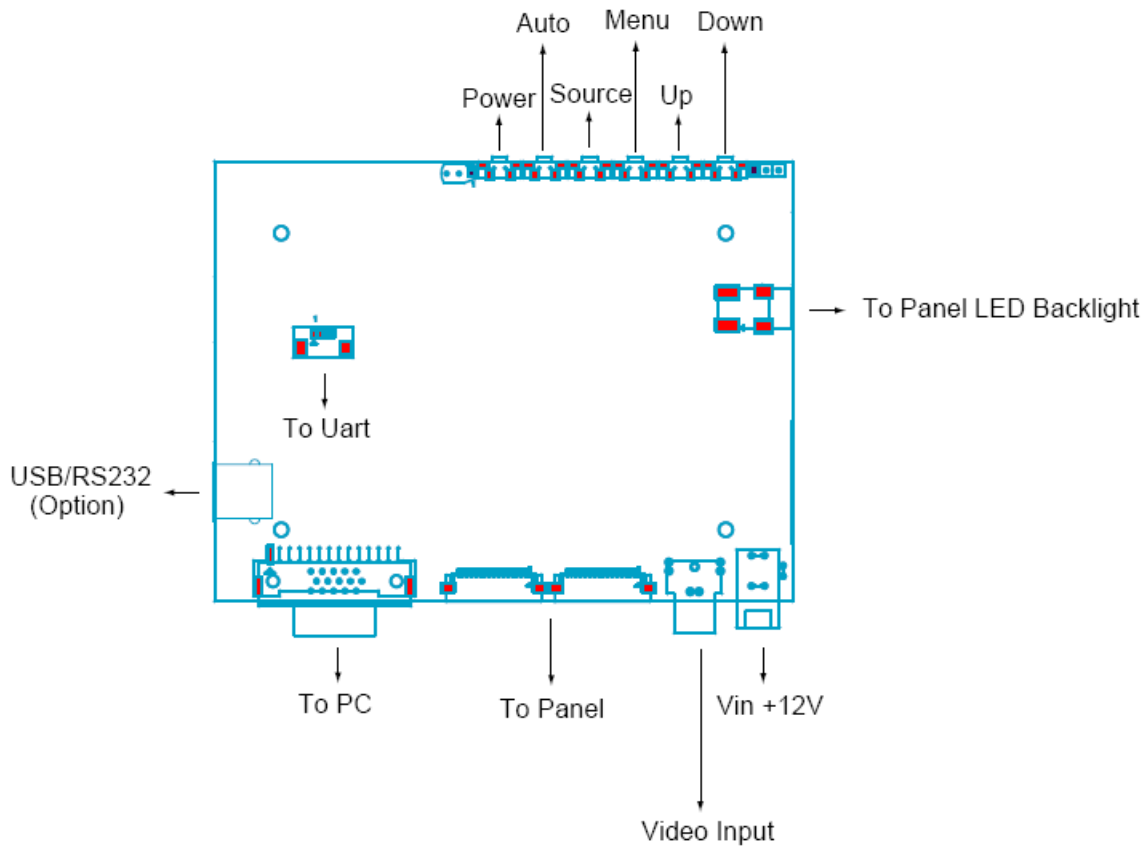 Auto Menu Down
Power Source Up
To Panel LED Backlight
1
To Uart
USB/RS232
(Option)
To PC
To Panel
Vin +12V
Video Input